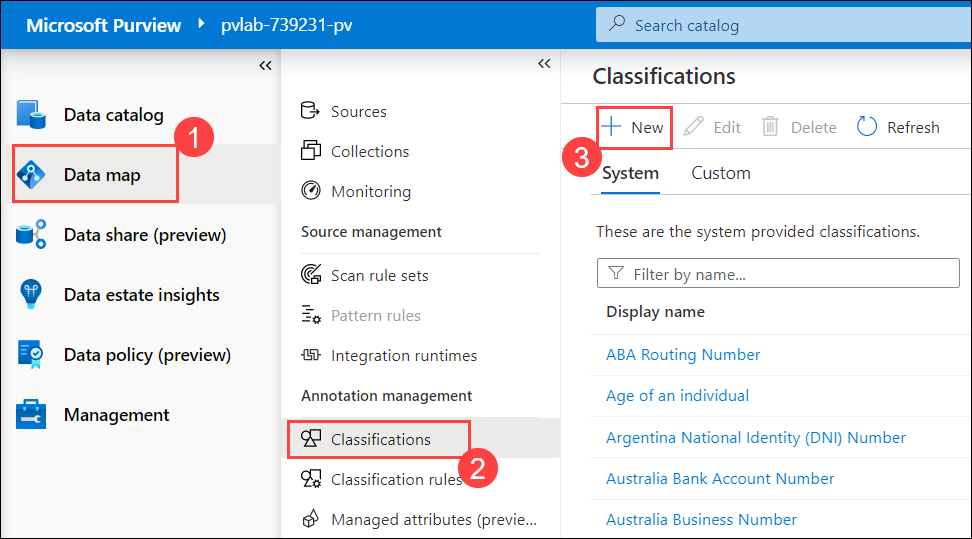 Microsoft Purview
pvlab-739231-pv
Search catalog
Data catalog
Data map
Data share (preview)
Data estate insights
Data policy (preview)
Management
1
Sources
Collections
Monitoring
Source management
Scan rule sets
Pattern rules
Integration runtimes
Annotation management
Classifications
2
Classification rules
Managed attributes (previe...
Classifications
New
Edit
Delete
Refresh
3
System
Custom
These are the system provided classifications.
Filter by name...
Display name
ABA Routing Number
Age of an individual
Argentina National Identity (DNI) Number
Australia Bank Account Number
Australia Business Number